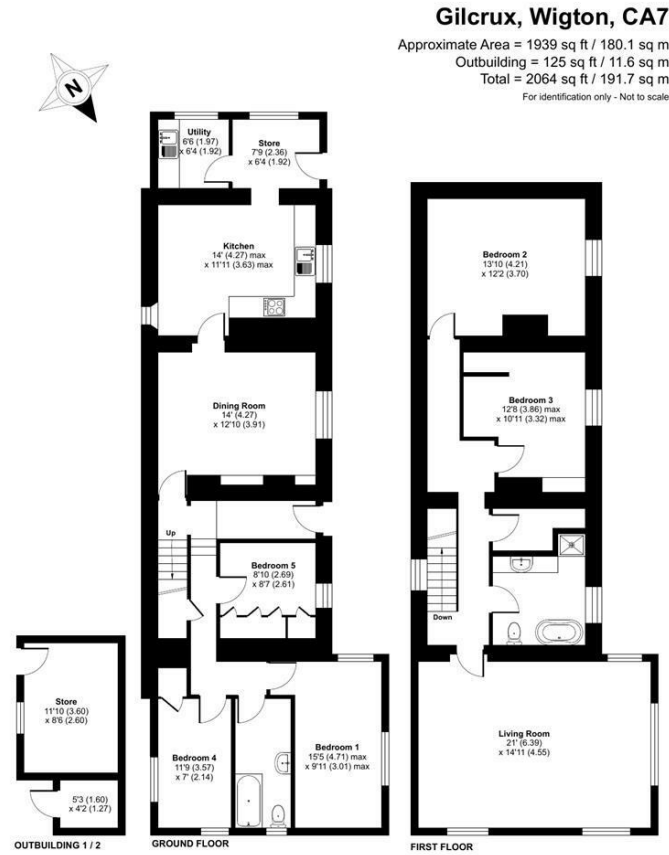 Gilcrux, Wigton, CA7
Approximate Area = 1939 sq ft / 180.1 sq m
Outbuilding = 125 sq ft / 11.6 sq m
Total = 2064 sq ft / 191.7 sq m
For identification only - Not to scale
N
Utility
6'6 (1.97)
x 6'4 (1.92)
Store
7'9 (2.36)
x 6'4 (1.92)
Kitchen
14' (4.27) max
x 11'11 (3.63) max
Dining Room
14' (4.27)
x 12'10 (3.91)
Up
Bedroom 5
8'10 (2.69)
x 8'7 (2.61)
Bedroom 4
11'9 (3.57)
x 7' (2.14)
Bedroom 1
15'5 (4.71) max
x 9'11 (3.01) max
Store
11'10 (3.60)
x 8'6 (2.60)
5'3 (1.60)
x 4'2 (1.27)
OUTBUILDING 1 / 2
GROUND FLOOR
Bedroom 2
13'10 (4.21)
x 12'2 (3.70)
Bedroom 3
12'8 (3.86) max
x 10'11 (3.32) max
Down
Living Room
21' (6.39)
x 14'11 (4.55)
FIRST FLOOR